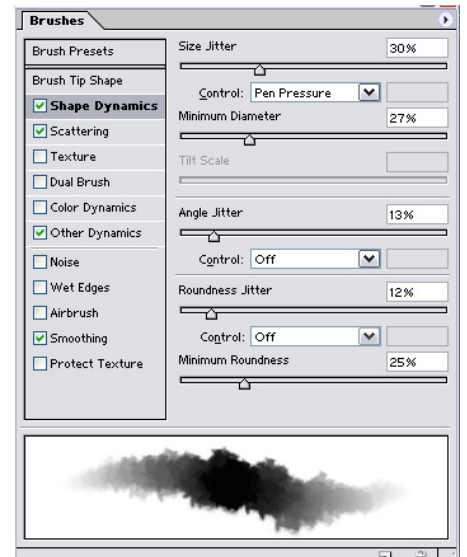 Brushes
Brush Presets
Brush Tip Shape
Shape Dynamics
Scattering
Texture
Dual Brush
Color Dynamics
Other Dynamics
Noise
Wet Edges
Airbrush
Smoothing
Protect Texture
Size Jitter 30%
Control: Pen Pressure
Minimum Diameter 27%
Tilt Scale
Angle Jitter 13%
Control: Off
Roundness Jitter 12%
Control: Off
Minimum Roundness 25%